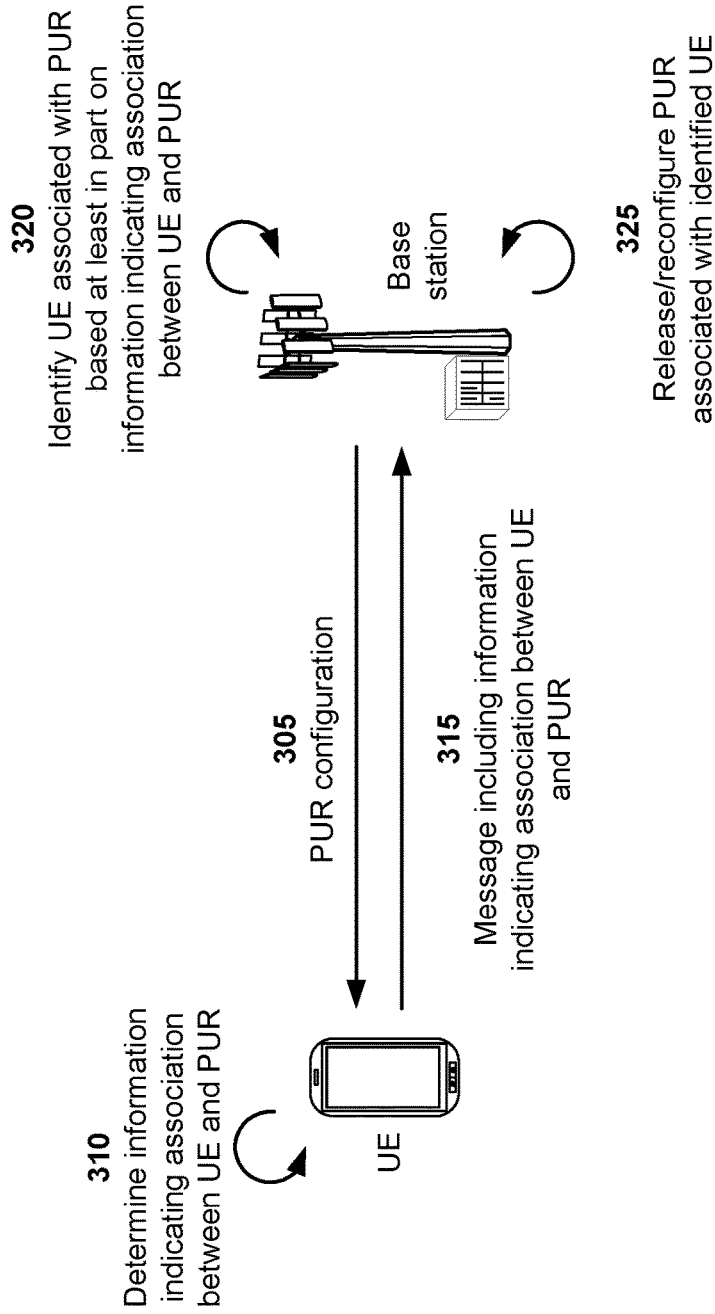 310
Determine information
indicating association
between UE and PUR
UE
305
PUR configuration
315
Message including information
indicating association between UE
and PUR
320
Identify UE associated with PUR
based at least in part on
information indicating association
between UE and PUR
Base
station
325
Release/reconfigure PUR
associated with identified UE